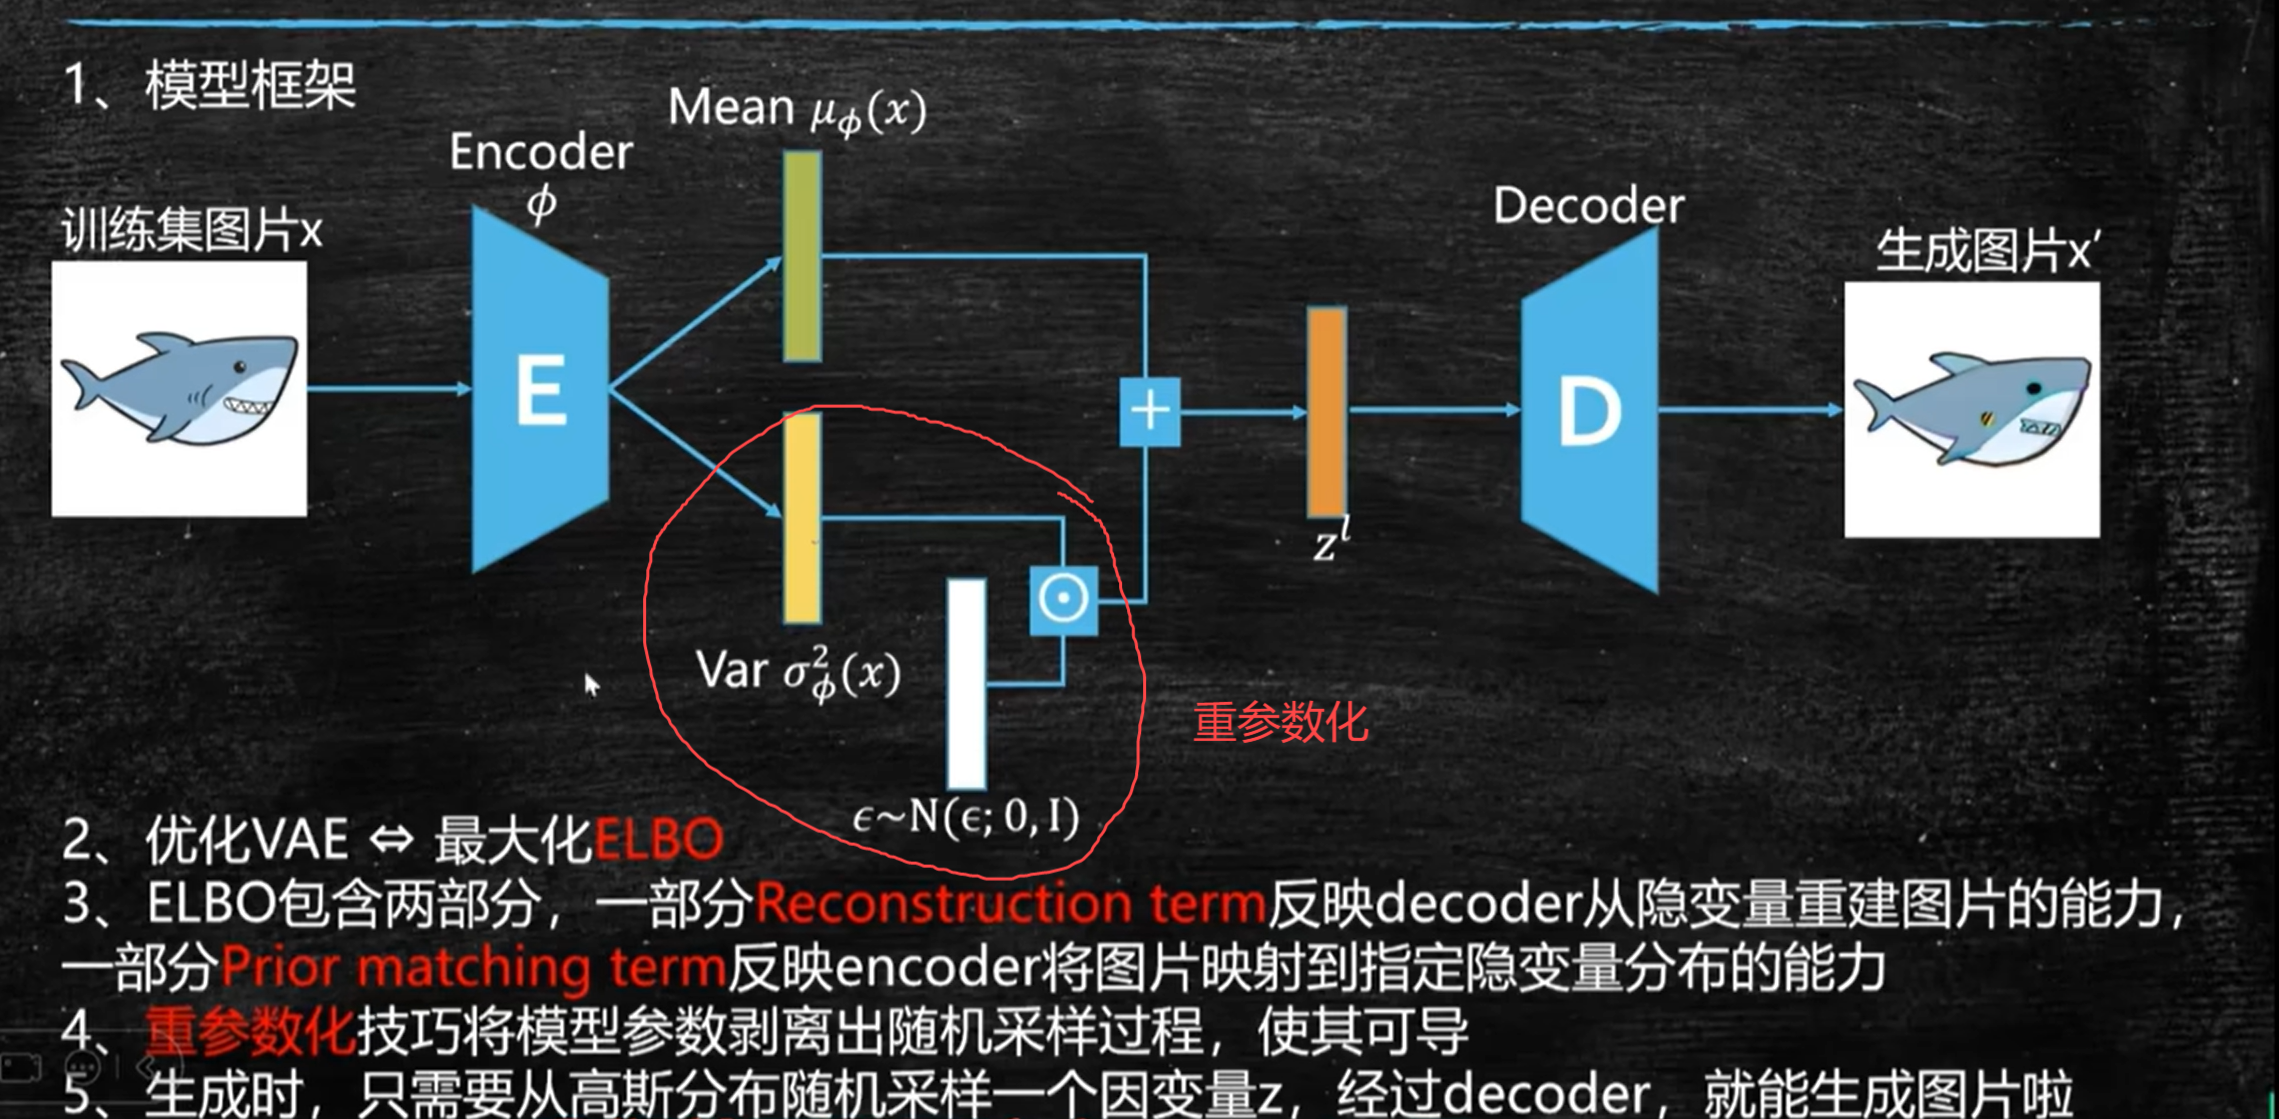 1、模型框架
Mean μ_ϕ(x)
Encoder
ϕ
训练集图片x
Decoder
生成图片x′
E
+
D
z^l
⊙
Var σ²_ϕ(x)
重参数化
ϵ~N(ϵ; 0, I)
2、优化VAE ⇔ 最大化ELBO
3、ELBO包含两部分，一部分Reconstruction term反映decoder从隐变量重建图片的能力，
一部分Prior matching term反映encoder将图片映射到指定隐变量分布的能力
4、重参数化技巧将模型参数剥离出随机采样过程，使其可导
5、生成时，只需要从高斯分布随机采样一个因变量z，经过decoder，就能生成图片啦